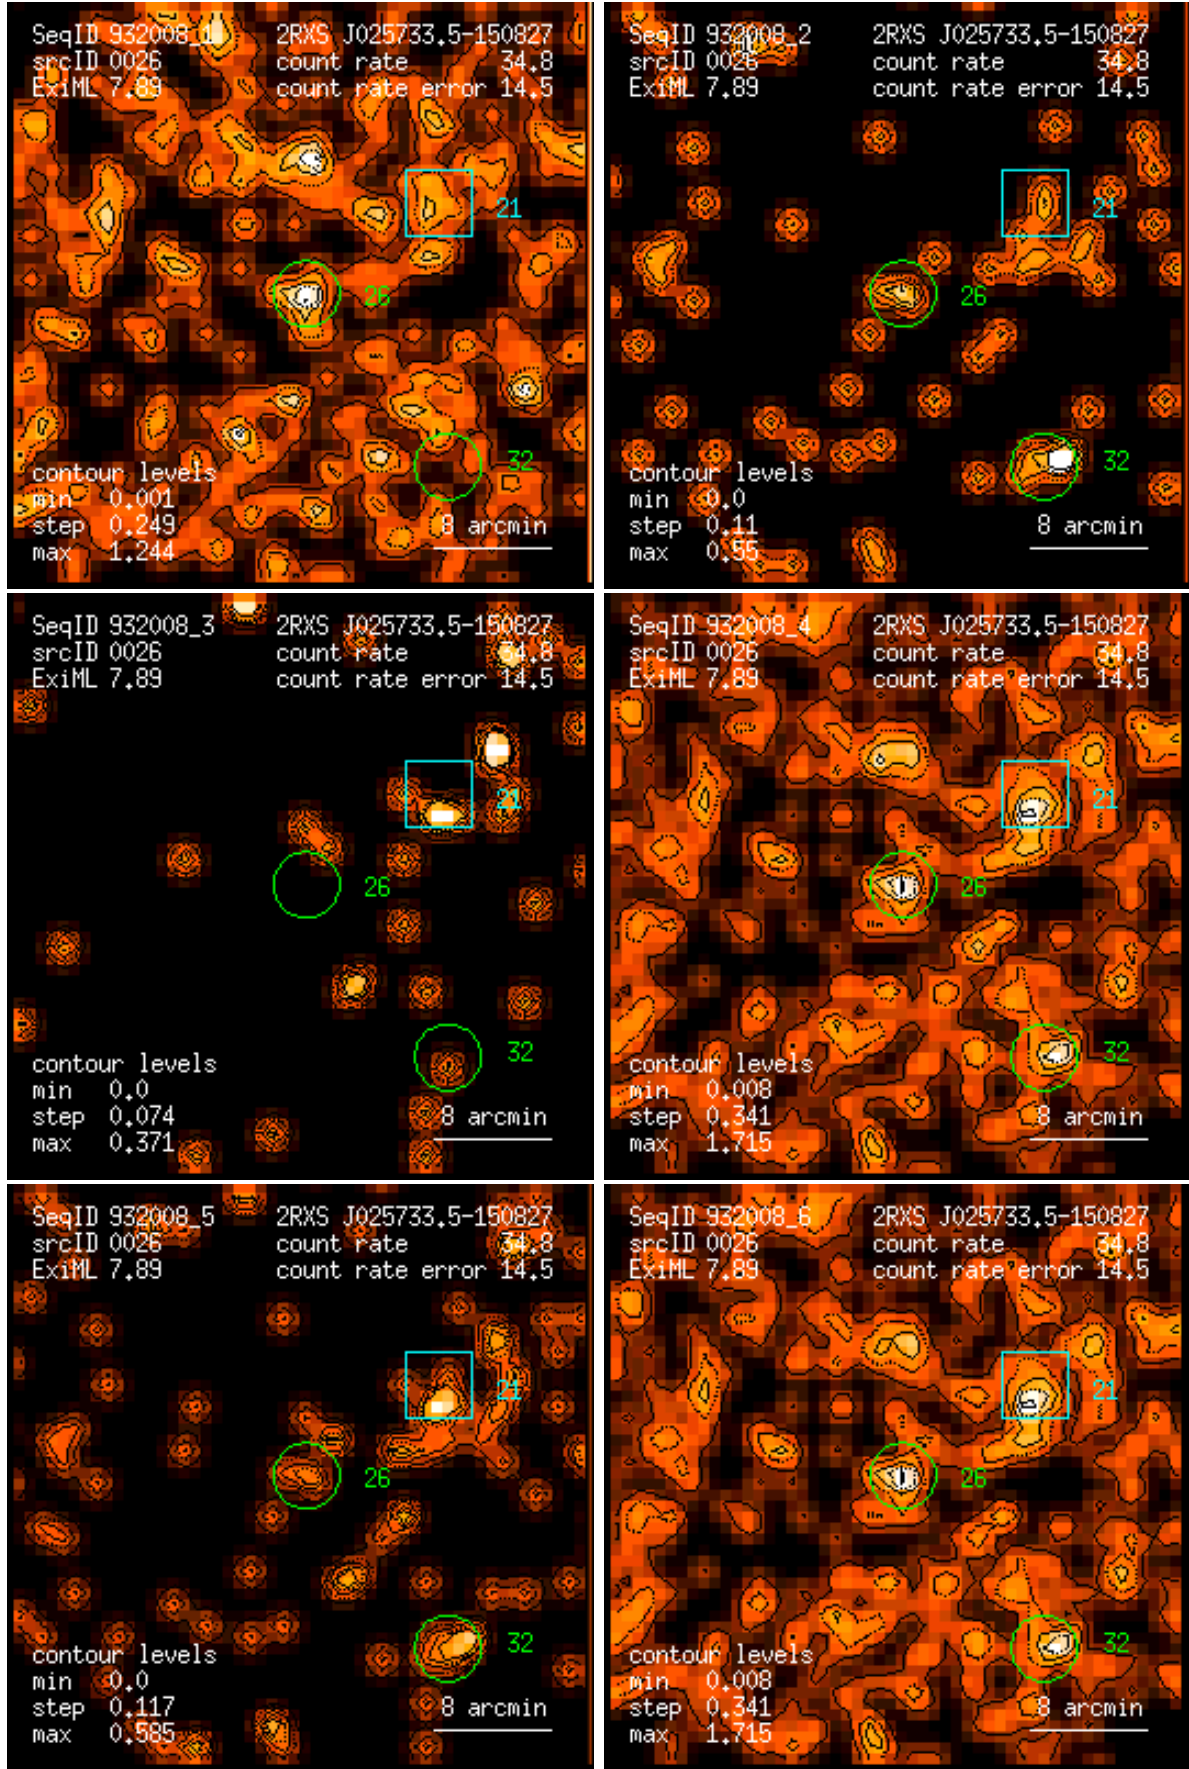 SeqID 932008_1 2RXS J025733.5-150827
srcID 0026 count rate 34.8
ExiML 7.89 count rate error 14.5
21
26
32
contour levels
min 0.001
step 0.249 8 arcmin
max 1.244
SeqID 932008_2 2RXS J025733.5-150827
srcID 0026 count rate 34.8
ExiML 7.89 count rate error 14.5
21
26
32
contour levels
min 0.0
step 0.11 8 arcmin
max 0.55
SeqID 932008_3 2RXS J025733.5-150827
srcID 0026 count rate 34.8
ExiML 7.89 count rate error 14.5
21
26
32
contour levels
min 0.0
step 0.074 8 arcmin
max 0.371
SeqID 932008_4 2RXS J025733.5-150827
srcID 0026 count rate 34.8
ExiML 7.89 count rate error 14.5
21
26
32
contour levels
min 0.008
step 0.341 8 arcmin
max 1.715
SeqID 932008_5 2RXS J025733.5-150827
srcID 0026 count rate 34.8
ExiML 7.89 count rate error 14.5
21
26
32
contour levels
min 0.0
step 0.117 8 arcmin
max 0.585
SeqID 932008_6 2RXS J025733.5-150827
srcID 0026 count rate 34.8
ExiML 7.89 count rate error 14.5
21
26
32
contour levels
min 0.008
step 0.341 8 arcmin
max 1.715